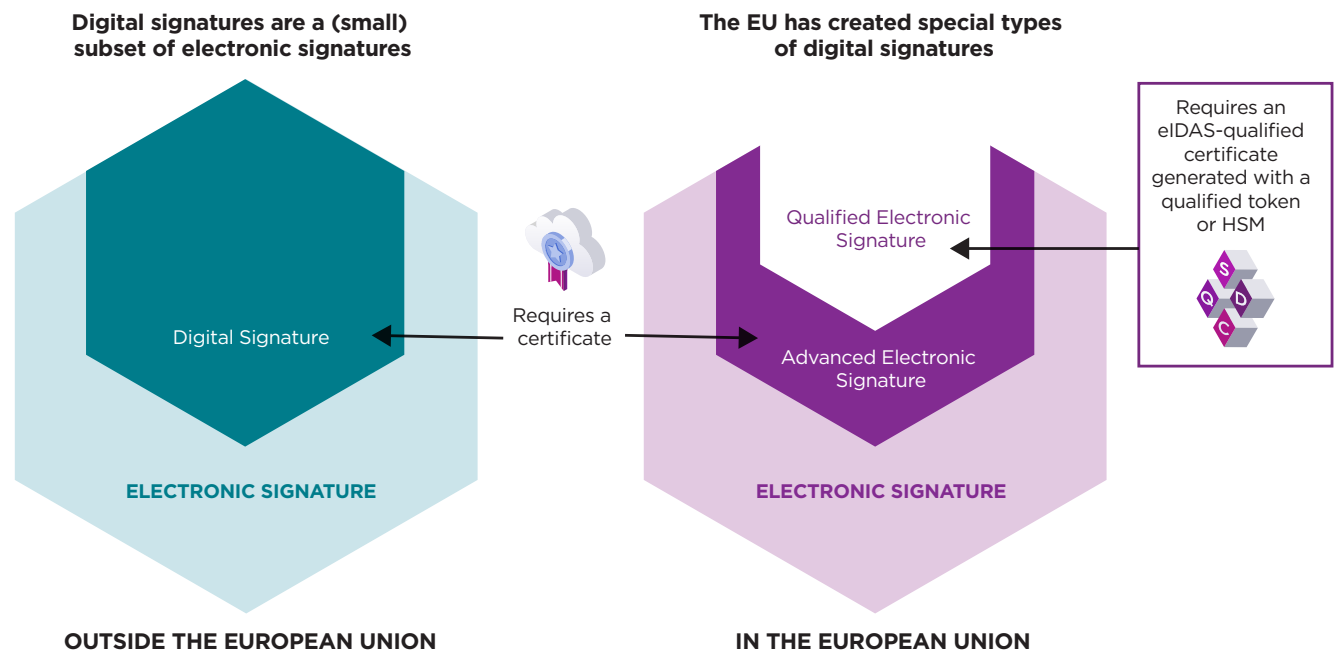 Digital signatures are a (small)
subset of electronic signatures
The EU has created special types
of digital signatures
Requires an
eIDAS-qualified
certificate
generated with a
qualified token
or HSM
S
Q D
C
Qualified Electronic
Signature
Requires a
certificate
Digital Signature
Advanced Electronic
Signature
ELECTRONIC SIGNATURE
ELECTRONIC SIGNATURE
OUTSIDE THE EUROPEAN UNION
IN THE EUROPEAN UNION